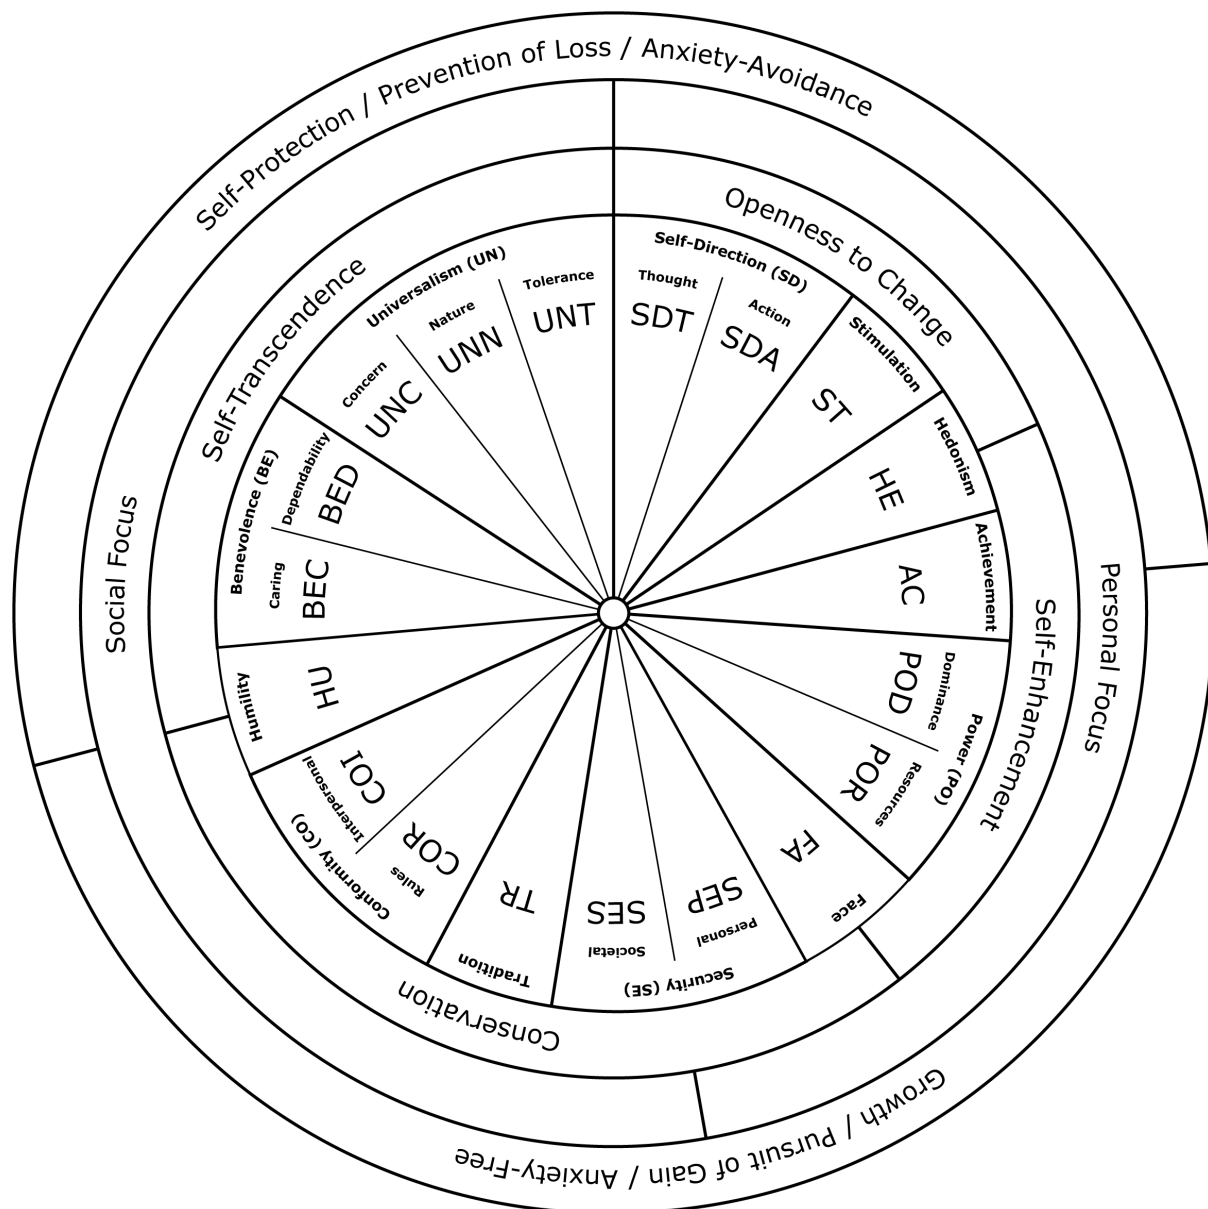 Self-Protection / Prevention of Loss / Anxiety-Avoidance
Growth / Pursuit of Gain / Anxiety-Free
Social Focus
Personal Focus
Openness to Change
Self-Enhancement
Conservation
Self-Transcendence
Self-Direction (SD)
Thought
SDT
Action
SDA
Stimulation
ST
Hedonism
HE
Achievement
AC
Power (PO)
Dominance
POD
Resources
POR
Face
FA
Security (SE)
Personal
SEP
Societal
SES
Tradition
TR
Conformity (CO)
Rules
COR
Interpersonal
COI
Humility
HU
Benevolence (BE)
Caring
BEC
Dependability
BED
Universalism (UN)
Concern
UNC
Nature
UNN
Tolerance
UNT